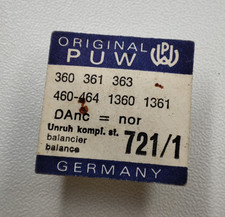 ORIGINAL
PUW
PUW
360 361 363
460-464 1360 1361
DAnc = nor
Unruh kompl. st.
balancier
balance
721/1
GERMANY